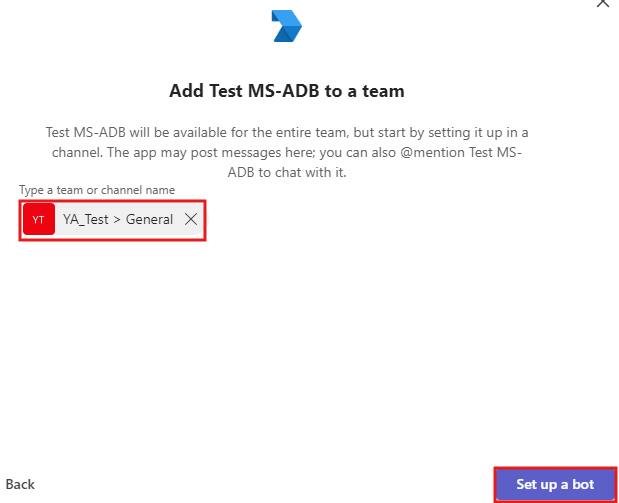 Add Test MS-ADB to a team
Test MS-ADB will be available for the entire team, but start by setting it up in a
channel. The app may post messages here; you can also @mention Test MS-
ADB to chat with it.
Type a team or channel name
YT YA_Test > General
Back
Set up a bot